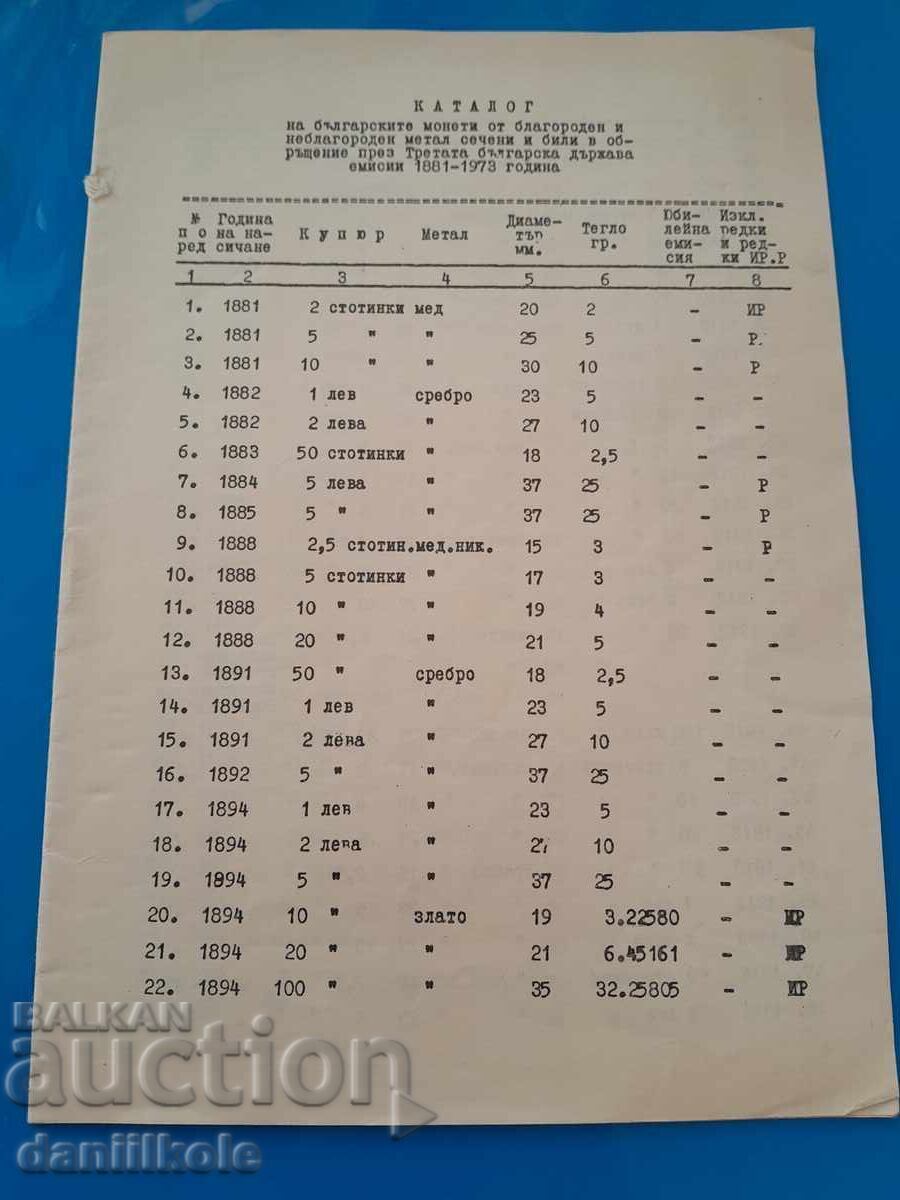 КАТАЛОГ
на българските монети от благороден и
неблагороден метал сечени и били в об-
ръщение през Третата българска държава
емисии 1881-1973 година
№ по ред Година на на- сичане Купюр Метал Диаме- тър мм. Тегло гр. Юби- лейна еми- сия Изкл. редки и ред- ки ИР.Р
1 2 3 4 5 6 7 8
1. 1881 2 стотинки мед 20 2 - ИР
2. 1881 5 " " 25 5 - Р.
3. 1881 10 " " 30 10 - Р
4. 1882 1 лев сребро 23 5 - -
5. 1882 2 лева " 27 10 - -
6. 1883 50 стотинки " 18 2,5 - -
7. 1884 5 лева " 37 25 - Р
8. 1885 5 " " 37 25 - Р
9. 1888 2,5 стотин.мед.ник. 15 3 - Р
10. 1888 5 стотинки " 17 3 - -
11. 1888 10 " " 19 4 - -
12. 1888 20 " " 21 5 - -
13. 1891 50 " сребро 18 2,5 - -
14. 1891 1 лев " 23 5 - -
15. 1891 2 лева " 27 10 - -
16. 1892 5 " " 37 25 - -
17. 1894 1 лев " 23 5 - -
18. 1894 2 лева " 27 10 - -
19. 1894 5 " " 37 25 - -
20. 1894 10 " злато 19 3.22580 - ИР
21. 1894 20 " " 21 6.45161 - ИР
22. 1894 100 " " 35 32.25805 - ИР
BALKAN
auction
daniilkole